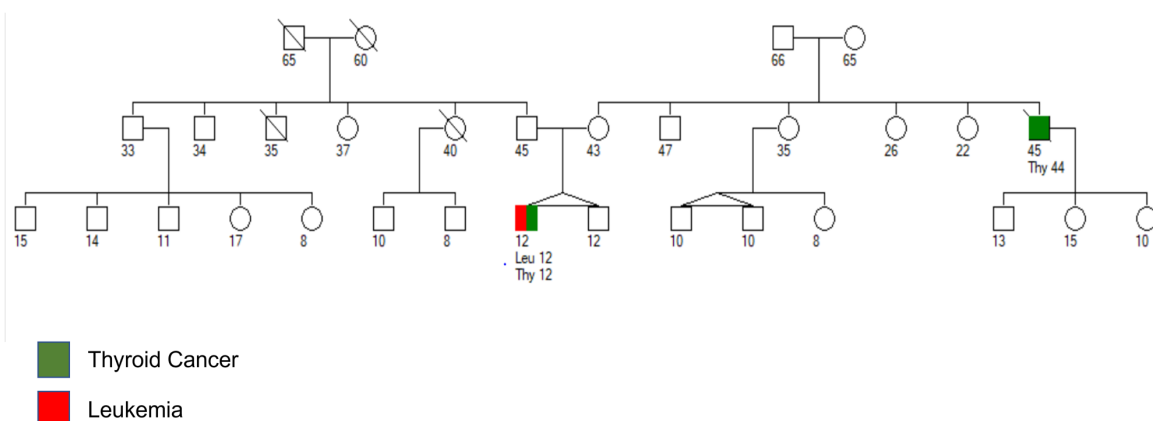 65 60 66 65
33 34 35 37 40 45 43 47 35 26 22 45
Thy 44
15 14 11 17 8 10 8 12 12 10 10 8 13 15 10
Leu 12
Thy 12
Thyroid Cancer
Leukemia